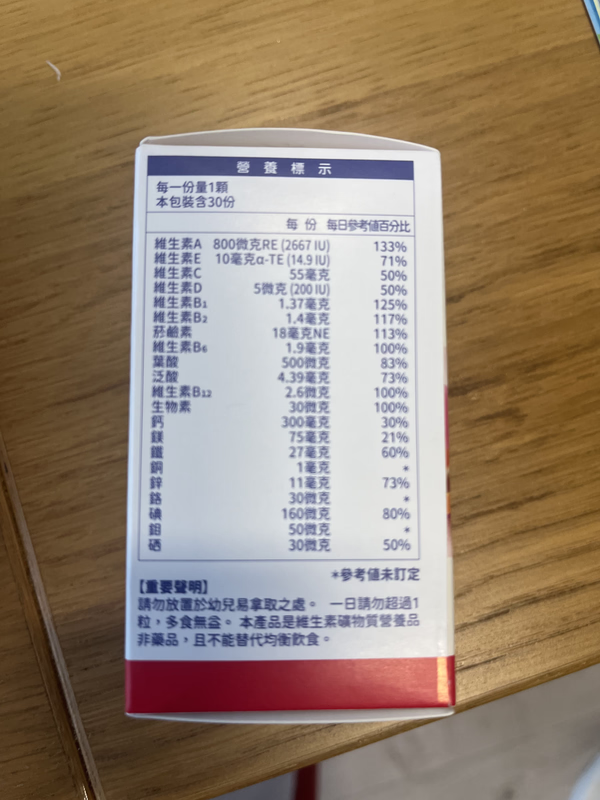 營養標示
每一份量1顆
本包裝含30份
每份 每日參考值百分比
維生素A 800微克RE (2667 IU) 133%
維生素E 10毫克α-TE (14.9 IU) 71%
維生素C 55毫克 50%
維生素D 5微克 (200 IU) 50%
維生素B₁ 1.37毫克 125%
維生素B₂ 1.4毫克 117%
菸鹼素 18毫克NE 113%
維生素B₆ 1.9毫克 100%
葉酸 500微克 83%
泛酸 4.39毫克 73%
維生素B₁₂ 2.6微克 100%
生物素 30微克 100%
鈣 300毫克 30%
鎂 75毫克 21%
鐵 27毫克 60%
銅 1毫克 *
鋅 11毫克 73%
鉻 30微克 *
碘 160微克 80%
鉬 50微克 *
硒 30微克 50%
*參考值未訂定
【重要聲明】
請勿放置於幼兒易拿取之處。 一日請勿超過1
粒，多食無益。本產品是維生素礦物質營養品
非藥品，且不能替代均衡飲食。